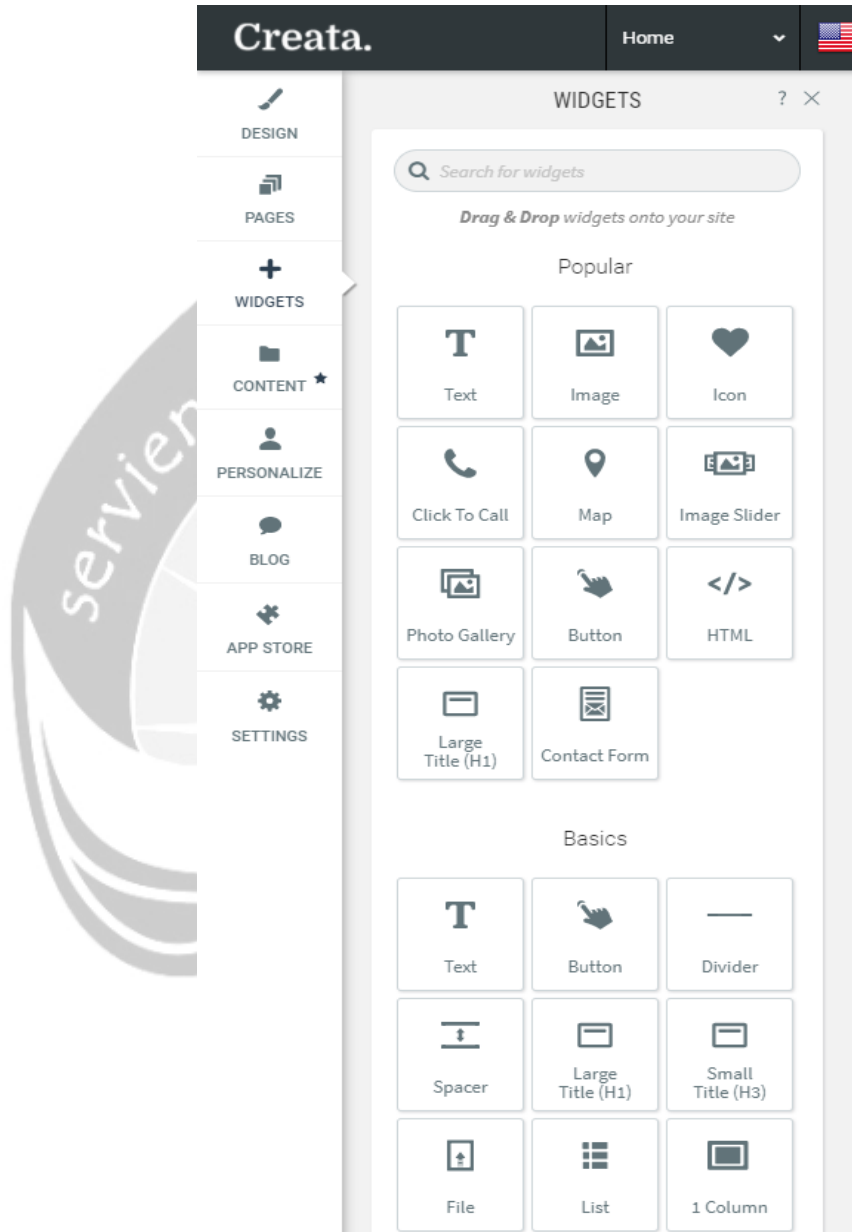 Creata.
Home
DESIGN
PAGES
WIDGETS
CONTENT
PERSONALIZE
BLOG
APP STORE
SETTINGS
WIDGETS ?
Search for widgets
Drag & Drop widgets onto your site
Popular
T
Text Image Icon
Click To Call Map Image Slider
</>
Photo Gallery Button HTML
Large
Title (H1) Contact Form
Basics
T
Text Button Divider
Spacer Large
Title (H1) Small
Title (H3)
File List 1 Column
servien